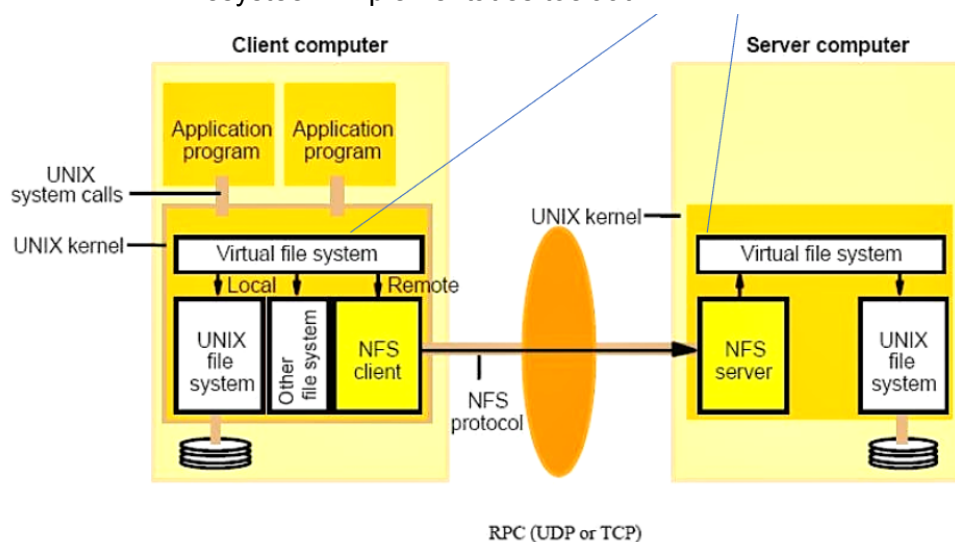 Client computer
Server computer
Application
program
Application
program
UNIX
system calls
UNIX kernel
UNIX kernel
Virtual file system
Virtual file system
Local
Remote
UNIX
file
system
Other
file system
NFS
client
NFS
server
UNIX
file
system
NFS
protocol
RPC (UDP or TCP)